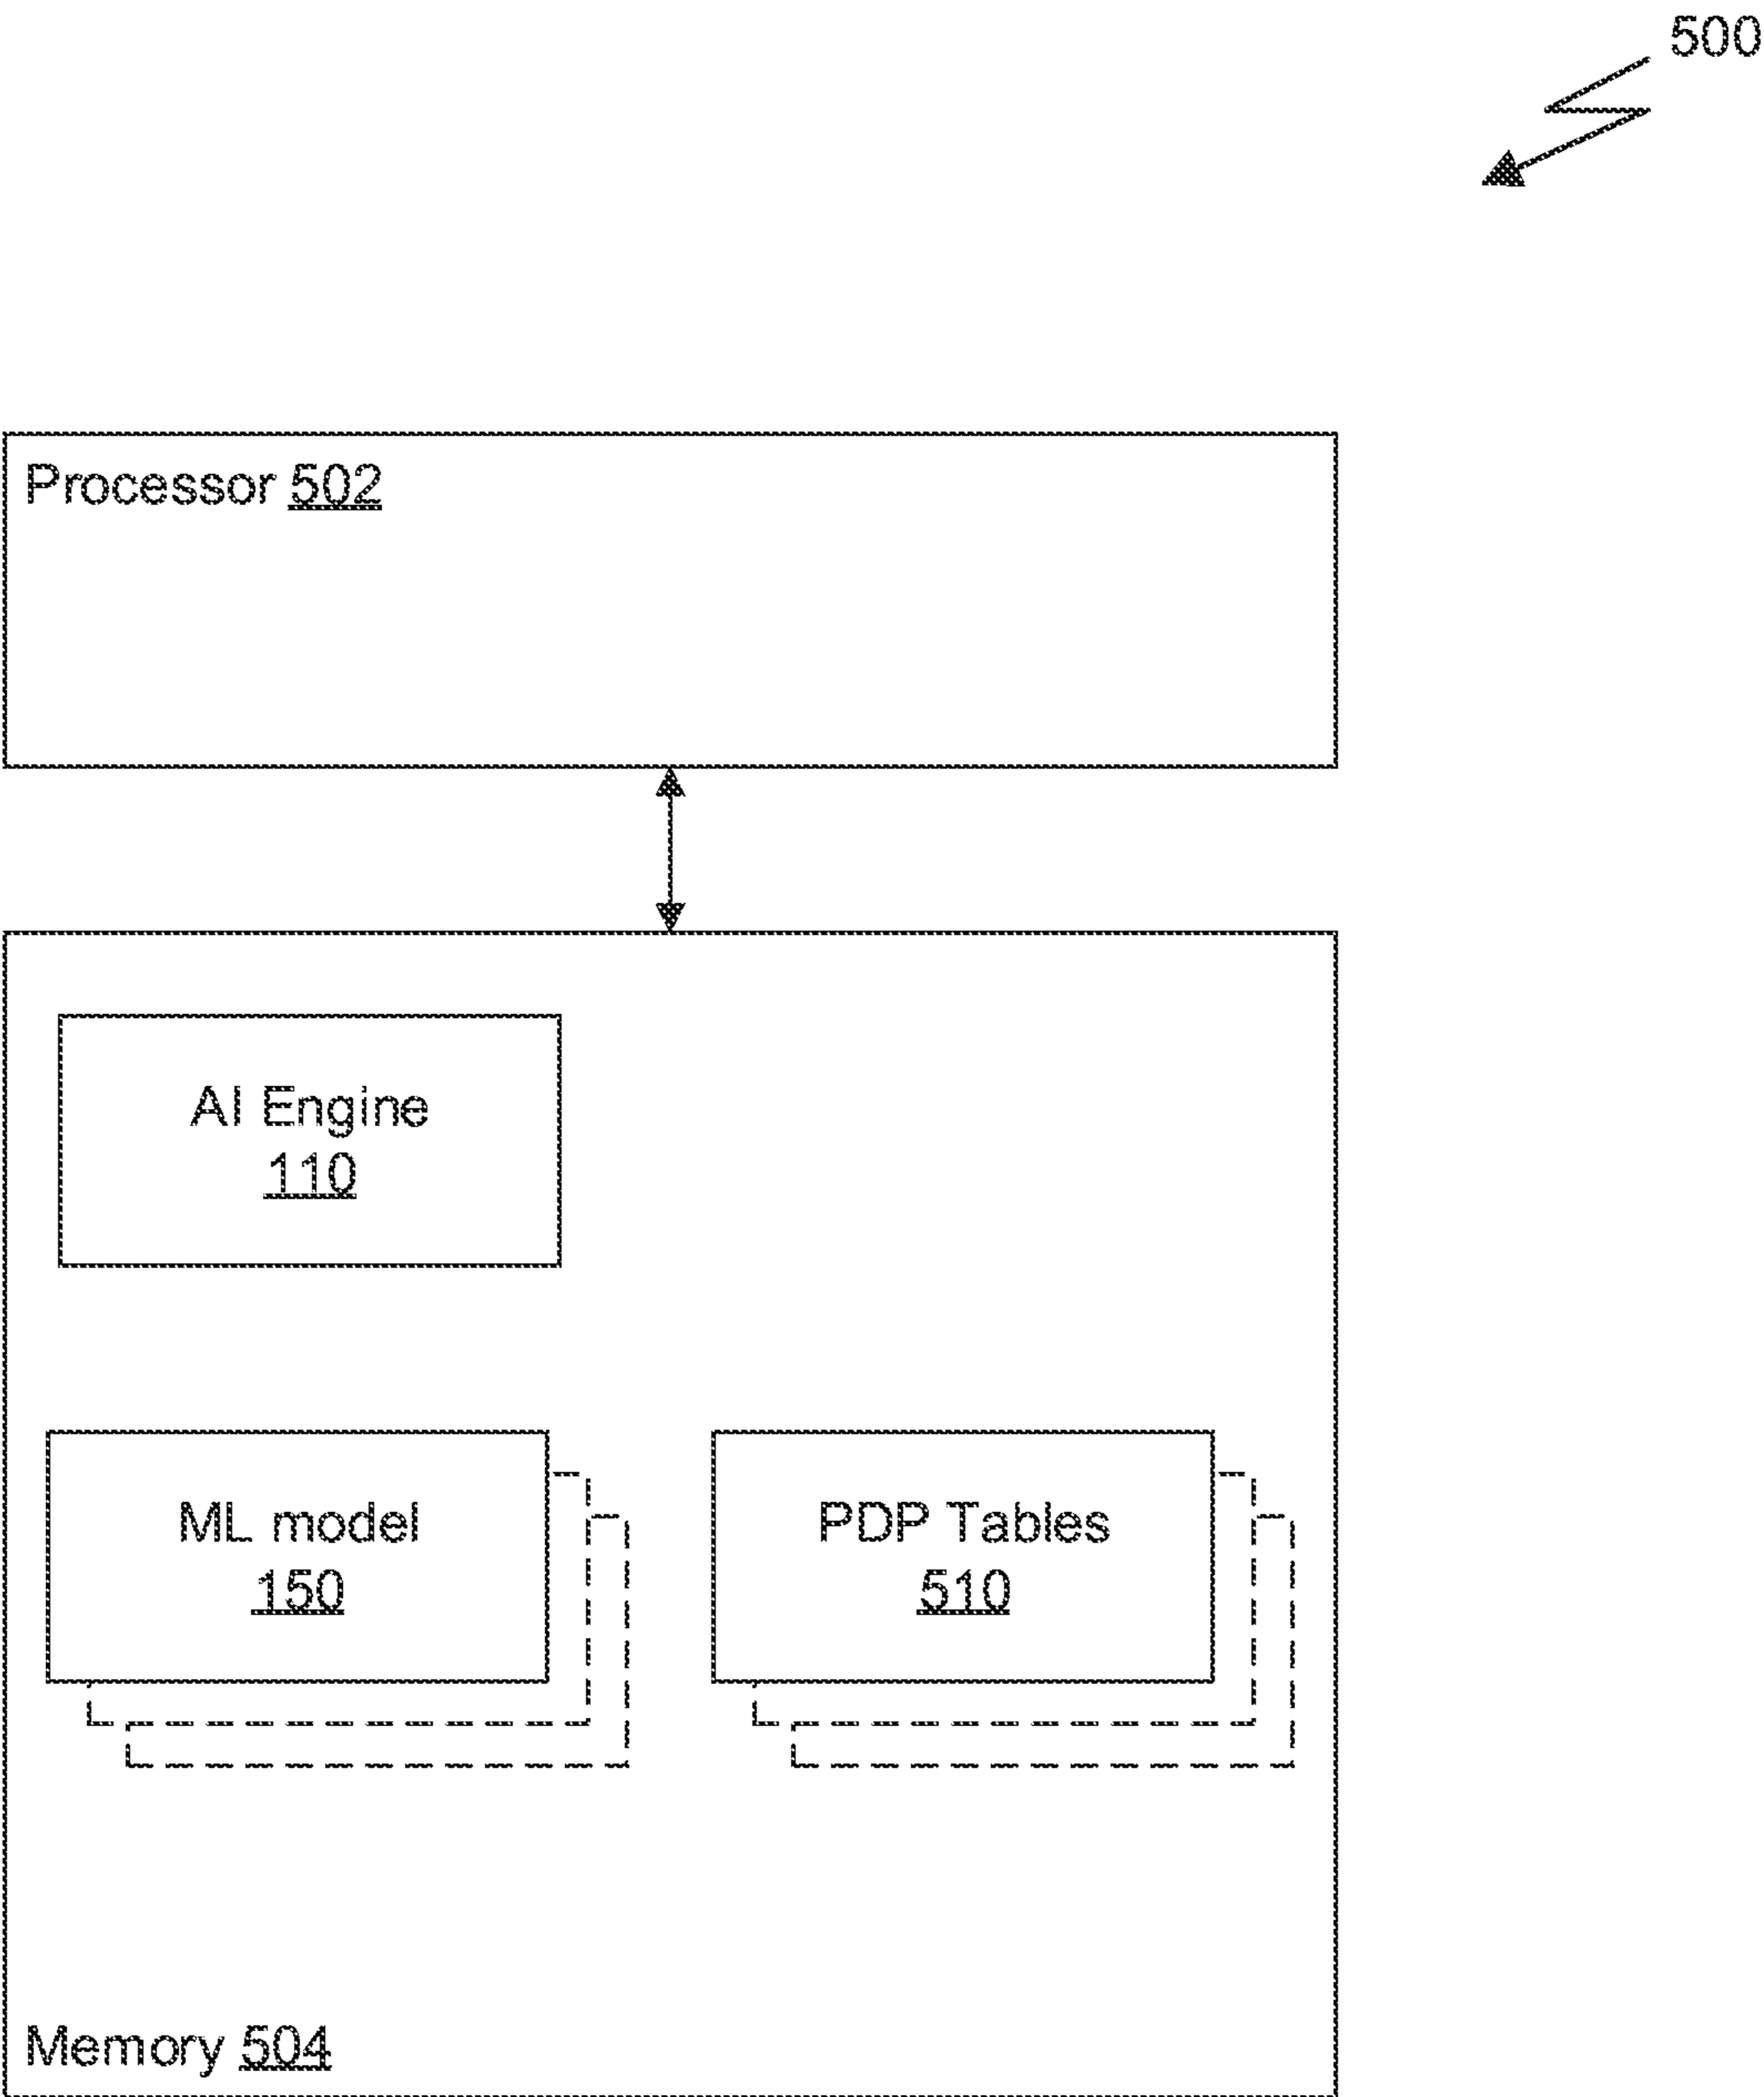 500
Processor 502
AI Engine
110
ML model
150
PDP Tables
510
Memory 504